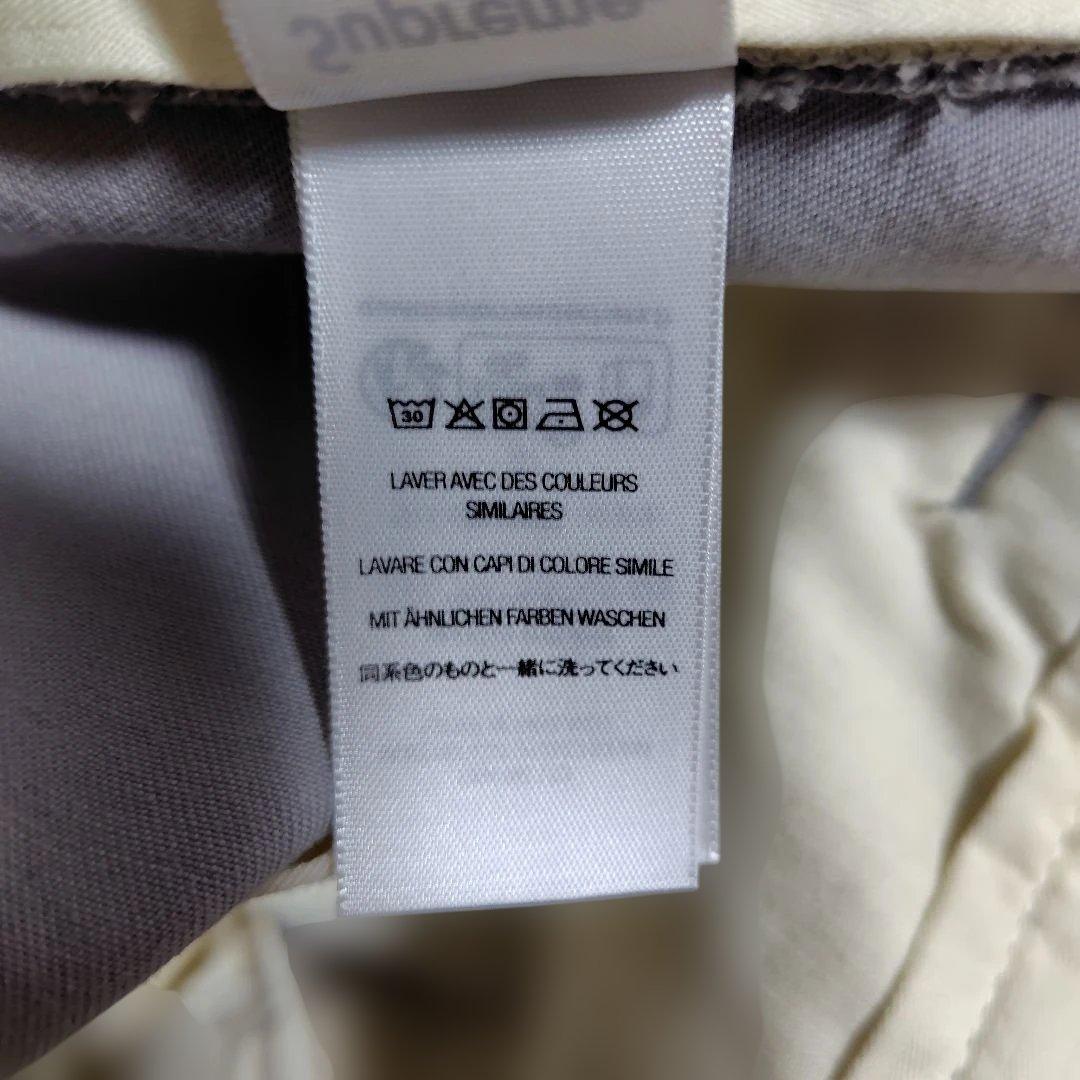 Supreme
30
LAVER AVEC DES COULEURS
SIMILAIRES
LAVARE CON CAPI DI COLORE SIMILE
MIT ÄHNLICHEN FARBEN WASCHEN
同系色のものと一緒に洗ってください